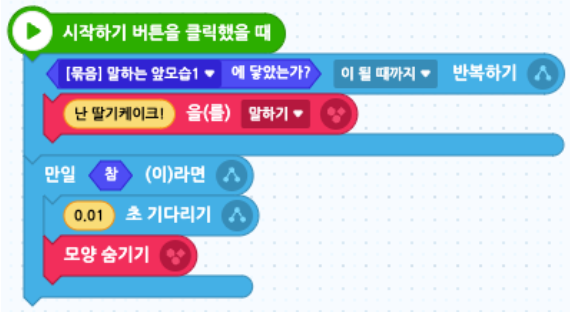 시작하기 버튼을 클릭했을 때
[묶음] 말하는 앞모습1 ▼ 에 닿았는가? 이 될 때까지 ▼ 반복하기
난 딸기케이크! 을(를) 말하기 ▼
만일 참 (이)라면
0.01 초 기다리기
모양 숨기기